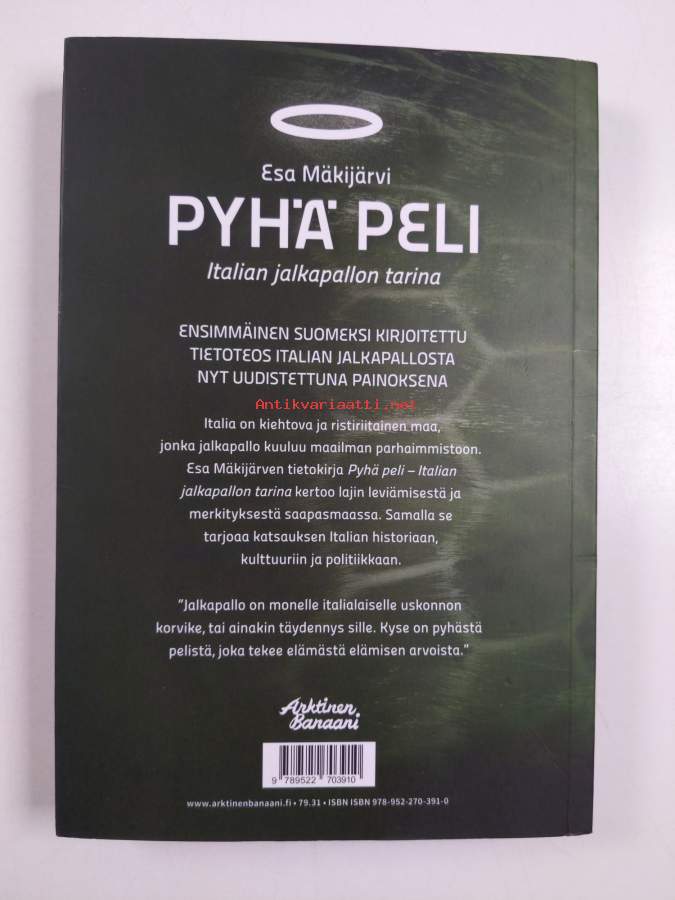 Esa Mäkijärvi
PYHÄ PELI
Italian jalkapallon tarina
ENSIMMÄINEN SUOMEKSI KIRJOITETTU
TIETOTEOS ITALIAN JALKAPALLOSTA
NYT UUDISTETTUNA PAINOKSENA
Antikvariaatti.net
Italia on kiehtova ja ristiriitainen maa,
jonka jalkapallo kuuluu maailman parhaimmistoon.
Esa Mäkijärven tietokirja Pyhä peli – Italian
jalkapallon tarina kertoo lajin leviämisestä ja
merkityksestä saapasmaassa. Samalla se
tarjoaa katsauksen Italian historiaan,
kulttuuriin ja politiikkaan.
"Jalkapallo on monelle italialaiselle uskonnon
korvike, tai ainakin täydennys sille. Kyse on pyhästä
pelistä, joka tekee elämästä elämisen arvoista."
Arktinen
Banaani
9 789522 703910
www.arktinenbanaani.fi • 79.31 • ISBN ISBN 978-952-270-391-0